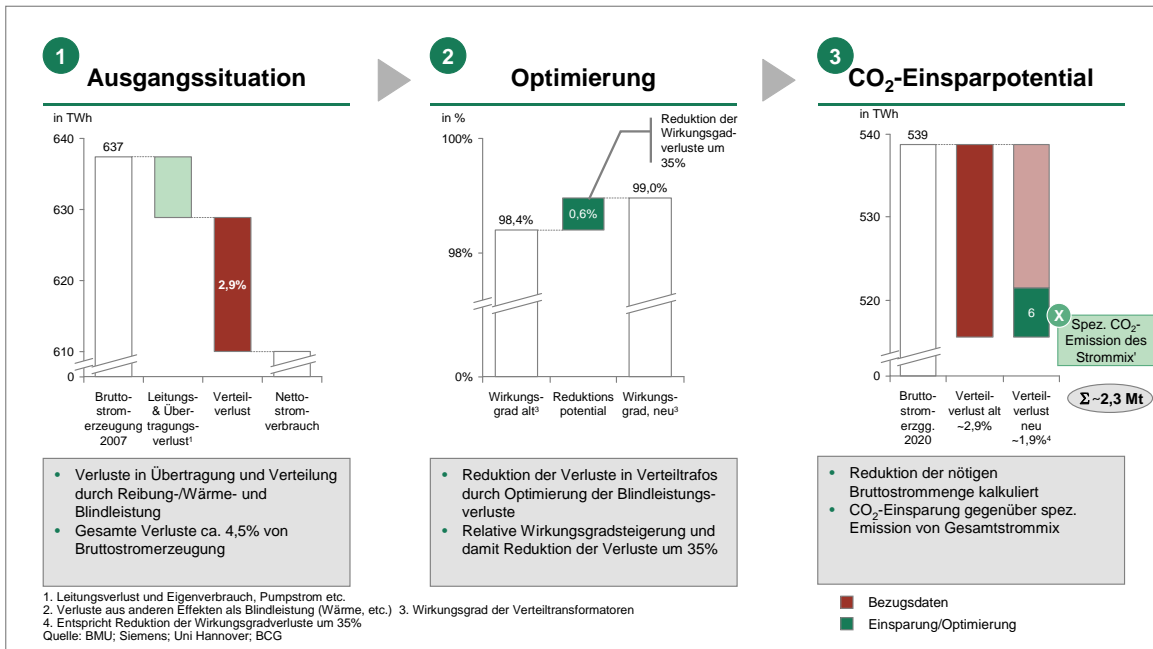 1
Ausgangssituation
in TWh
640
630
620
610
0
637
2,9%
Brutto-
strom-
erzeugung
2007
Leitungs-
& Über-
tragungs-
verlust¹
Verteil-
verlust
Netto-
strom-
verbrauch
• Verluste in Übertragung und Verteilung
durch Reibung-/Wärme- und
Blindleistung
• Gesamte Verluste ca. 4,5% von
Bruttostromerzeugung
2
Optimierung
in %
100%
98%
0%
98,4%
0,6%
99,0%
Reduktion der
Wirkungsgad-
verluste um
35%
Wirkungs-
grad alt³
Reduktions
potential
Wirkungs-
grad, neu³
• Reduktion der Verluste in Verteiltrafos
durch Optimierung der Blindleistungs-
verluste
• Relative Wirkungsgradsteigerung und
damit Reduktion der Verluste um 35%
3
CO₂-Einsparpotential
in TWh
540
530
520
0
539
6
X
Spez. CO₂-
Emission des
Strommix'
Σ ~2,3 Mt
Brutto-
strom-
erzgg.
2020
Verteil-
verlust alt
~2,9%
Verteil-
verlust
neu
~1,9%⁴
• Reduktion der nötigen
Bruttostrommenge kalkuliert
• CO₂-Einsparung gegenüber spez.
Emission von Gesamtstrommix
1. Leitungsverlust und Eigenverbrauch, Pumpstrom etc.
2. Verluste aus anderen Effekten als Blindleistung (Wärme, etc.) 3. Wirkungsgrad der Verteiltransformatoren
4. Entspricht Reduktion der Wirkungsgradverluste um 35%
Quelle: BMU; Siemens; Uni Hannover; BCG
Bezugsdaten
Einsparung/Optimierung